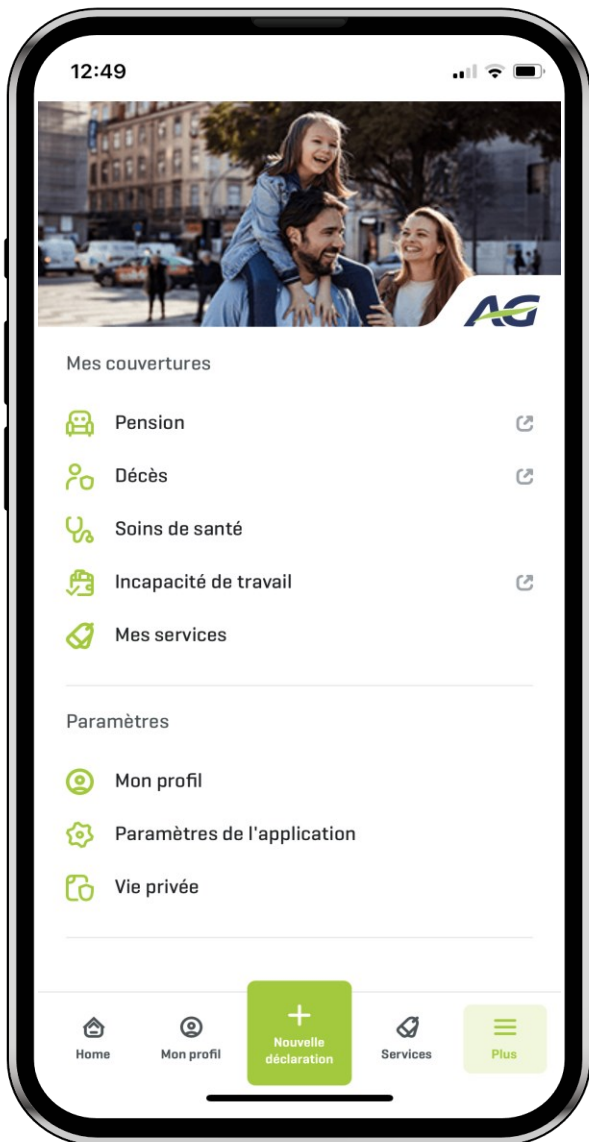 12:49
AG
Mes couvertures
Pension
Décès
Soins de santé
Incapacité de travail
Mes services
Paramètres
Mon profil
Paramètres de l'application
Vie privée
Home
Mon profil
Nouvelle
déclaration
Services
Plus